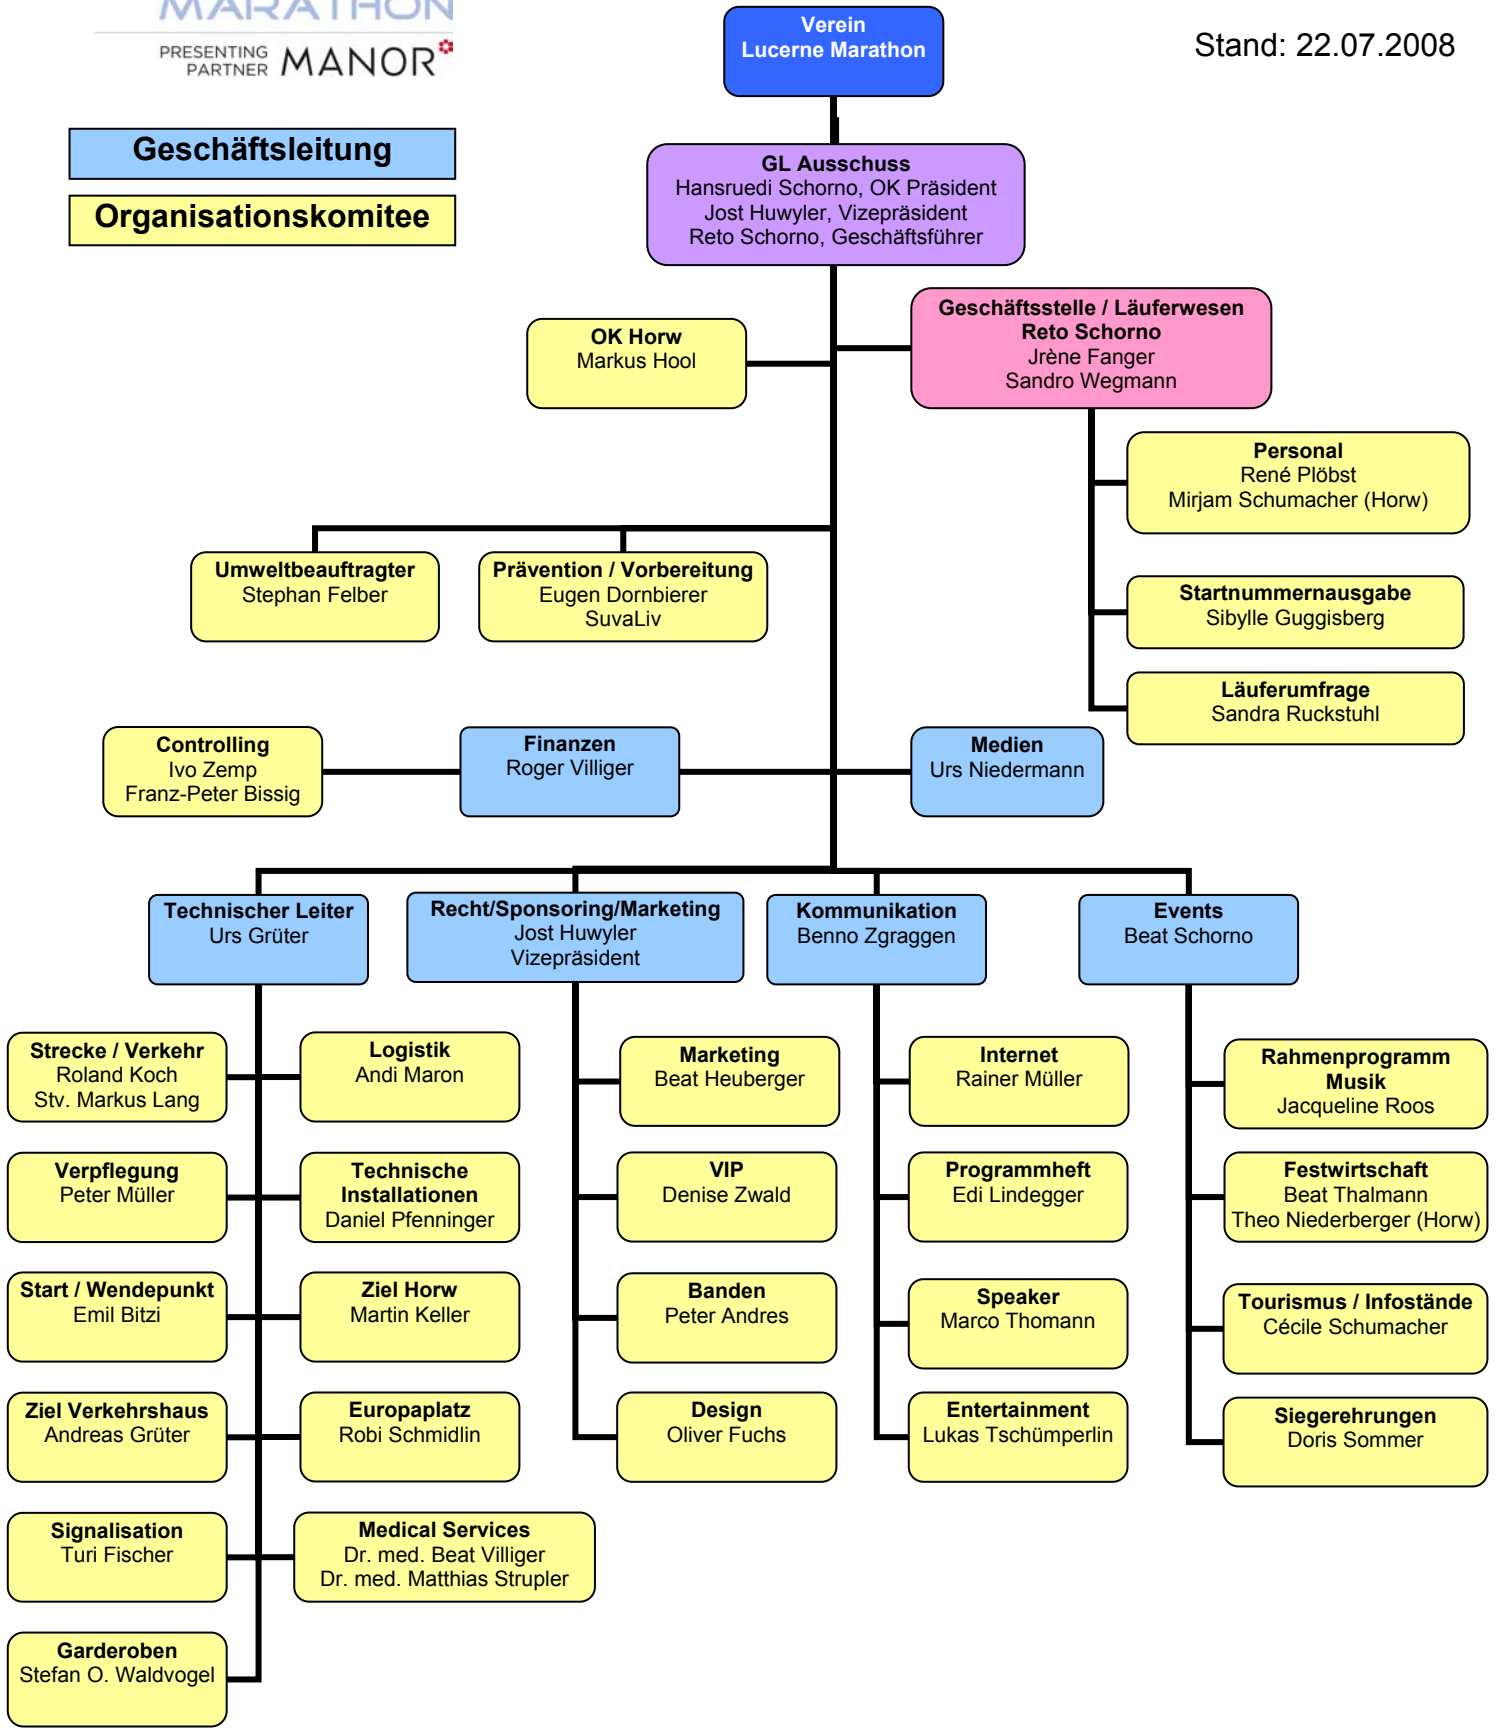 MARATHON
PRESENTING
PARTNER MANOR
Stand: 22.07.2008
Geschäftsleitung
Organisationskomitee
Verein
Lucerne Marathon
GL Ausschuss
Hansruedi Schorno, OK Präsident
Jost Huwyler, Vizepräsident
Reto Schorno, Geschäftsführer
OK Horw
Markus Hool
Geschäftsstelle / Läuferwesen
Reto Schorno
Jrène Fanger
Sandro Wegmann
Personal
René Plöbst
Mirjam Schumacher (Horw)
Umweltbeauftragter
Stephan Felber
Prävention / Vorbereitung
Eugen Dornbierer
SuvaLiv
Startnummernausgabe
Sibylle Guggisberg
Läuferumfrage
Sandra Ruckstuhl
Controlling
Ivo Zemp
Franz-Peter Bissig
Finanzen
Roger Villiger
Medien
Urs Niedermann
Technischer Leiter
Urs Grüter
Recht/Sponsoring/Marketing
Jost Huwyler
Vizepräsident
Kommunikation
Benno Zgraggen
Events
Beat Schorno
Strecke / Verkehr
Roland Koch
Stv. Markus Lang
Logistik
Andi Maron
Marketing
Beat Heuberger
Internet
Rainer Müller
Rahmenprogramm
Musik
Jacqueline Roos
Verpflegung
Peter Müller
Technische
Installationen
Daniel Pfenninger
VIP
Denise Zwald
Programmheft
Edi Lindegger
Festwirtschaft
Beat Thalmann
Theo Niederberger (Horw)
Start / Wendepunkt
Emil Bitzi
Ziel Horw
Martin Keller
Banden
Peter Andres
Speaker
Marco Thomann
Tourismus / Infostände
Cécile Schumacher
Ziel Verkehrshaus
Andreas Grüter
Europaplatz
Robi Schmidlin
Design
Oliver Fuchs
Entertainment
Lukas Tschümperlin
Siegerehrungen
Doris Sommer
Signalisation
Turi Fischer
Medical Services
Dr. med. Beat Villiger
Dr. med. Matthias Strupler
Garderoben
Stefan O. Waldvogel